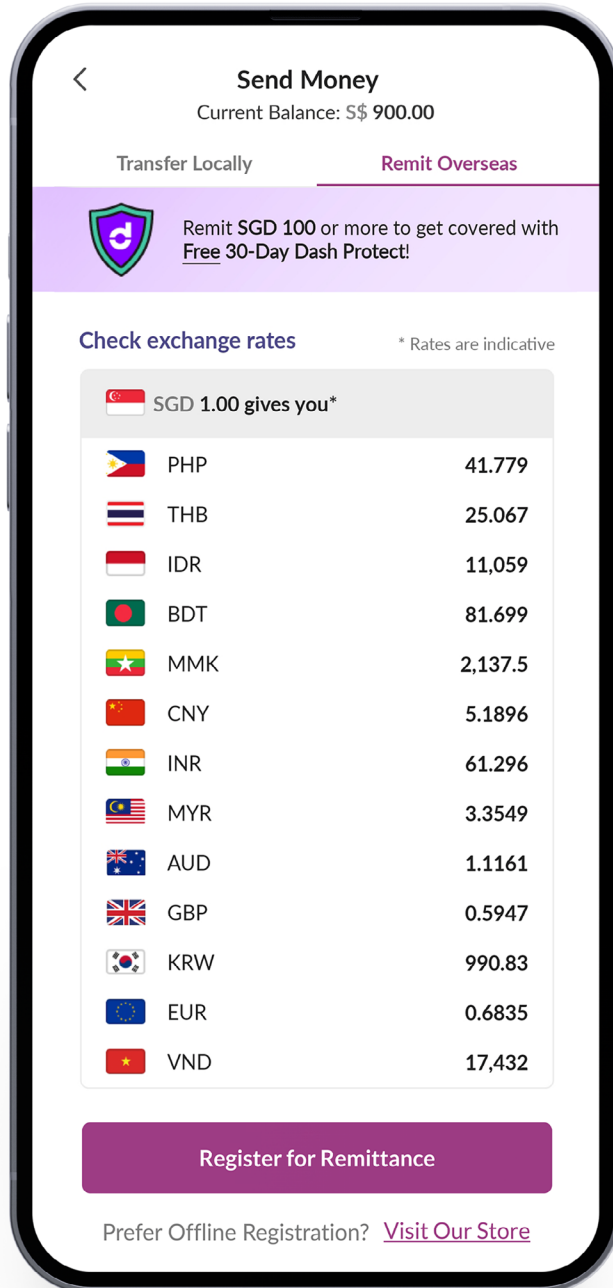 Send Money
Current Balance: S$ 900.00
Transfer Locally
Remit Overseas
d
Remit SGD 100 or more to get covered with
Free 30-Day Dash Protect!
Check exchange rates
* Rates are indicative
SGD 1.00 gives you*
PHP 41.779
THB 25.067
IDR 11,059
BDT 81.699
MMK 2,137.5
CNY 5.1896
INR 61.296
MYR 3.3549
AUD 1.1161
GBP 0.5947
KRW 990.83
EUR 0.6835
VND 17,432
Register for Remittance
Prefer Offline Registration? Visit Our Store